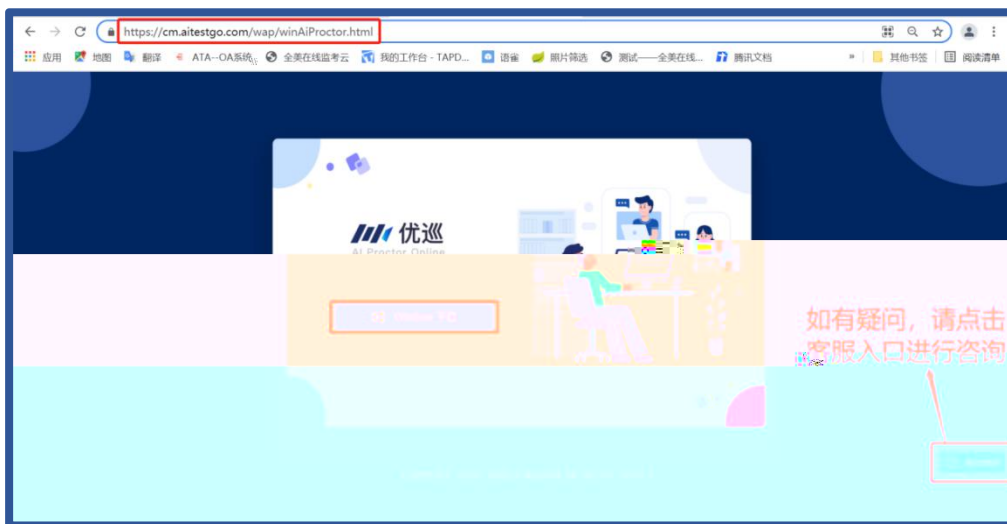 https://cm.aitestgo.com/wap/winAiProctor.html
应用 地图 翻译 ATA--OA系统 全美在线监考云 我的工作台 - TAPD... 语雀 照片筛选 测试——全美在线... 腾讯文档 » 其他书签 阅读清单
优巡
AI Proctor Online
如有疑问，请点击
客服入口进行咨询